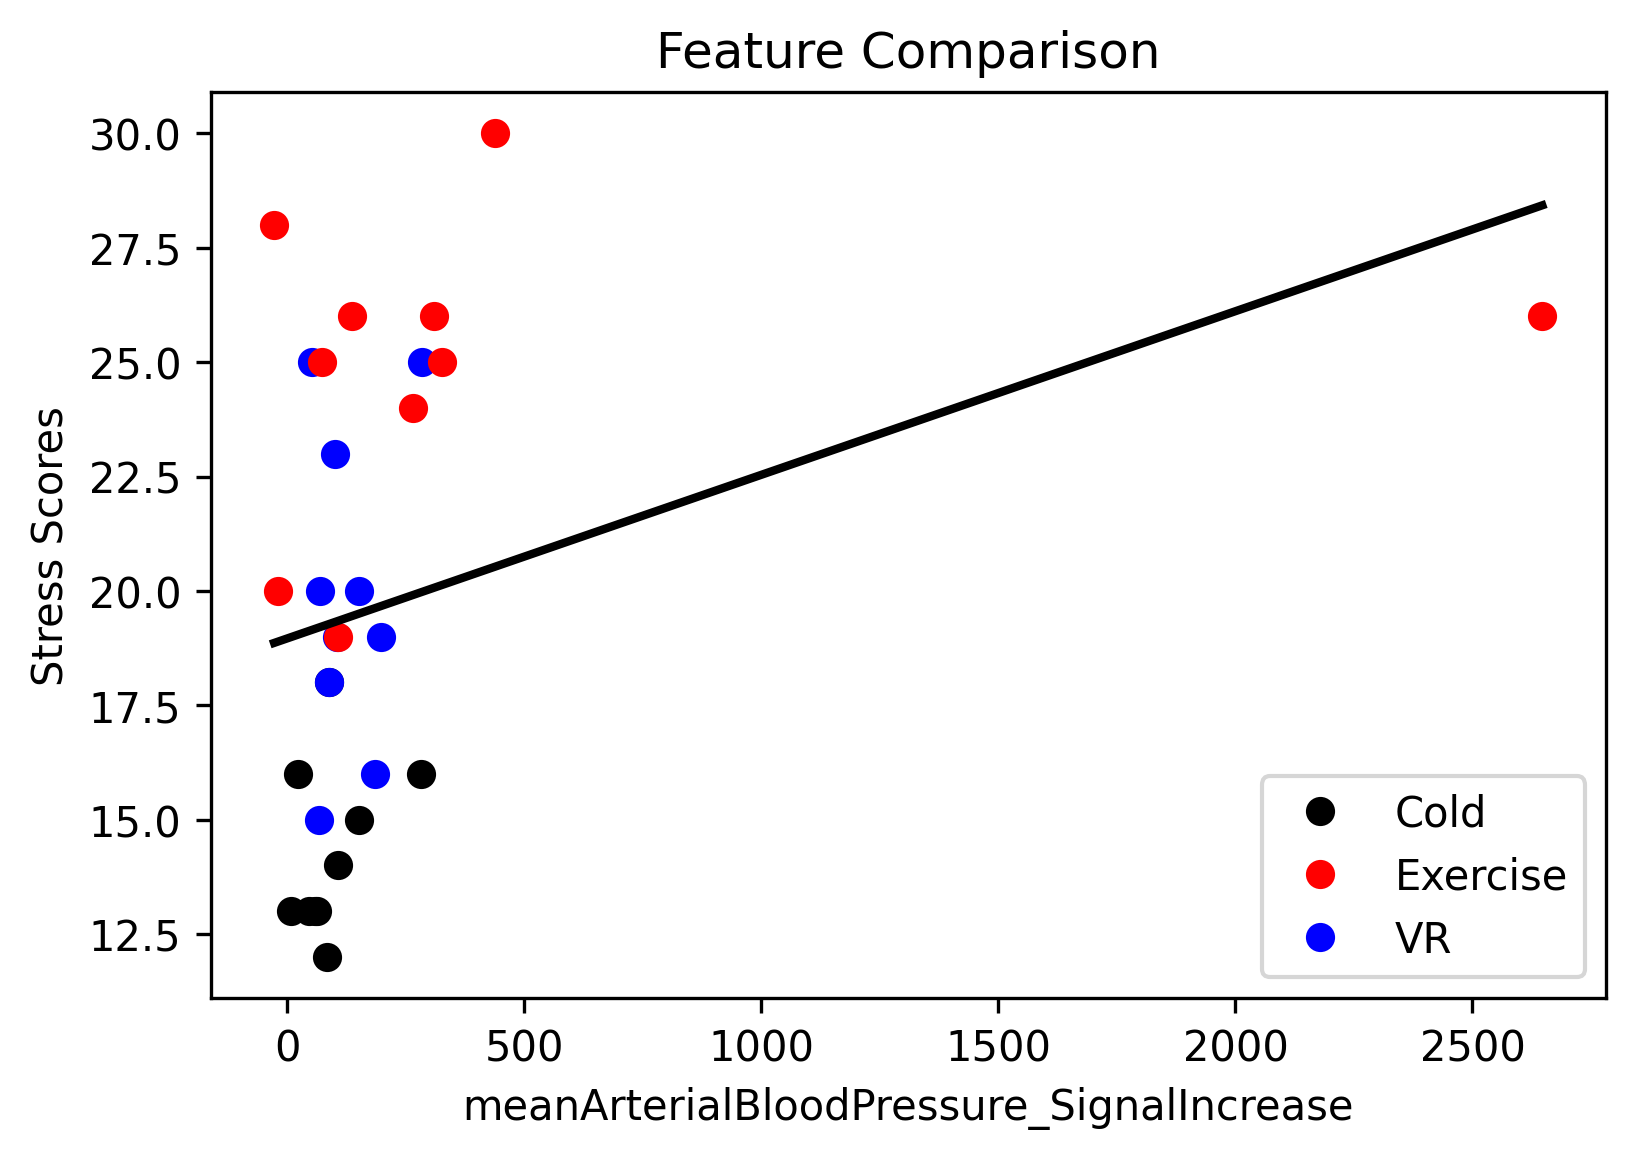 Feature Comparison
30.0
27.5
25.0
22.5
20.0
17.5
15.0
12.5
Stress Scores
Cold
Exercise
VR
0 500 1000 1500 2000 2500
meanArterialBloodPressure_SignalIncrease